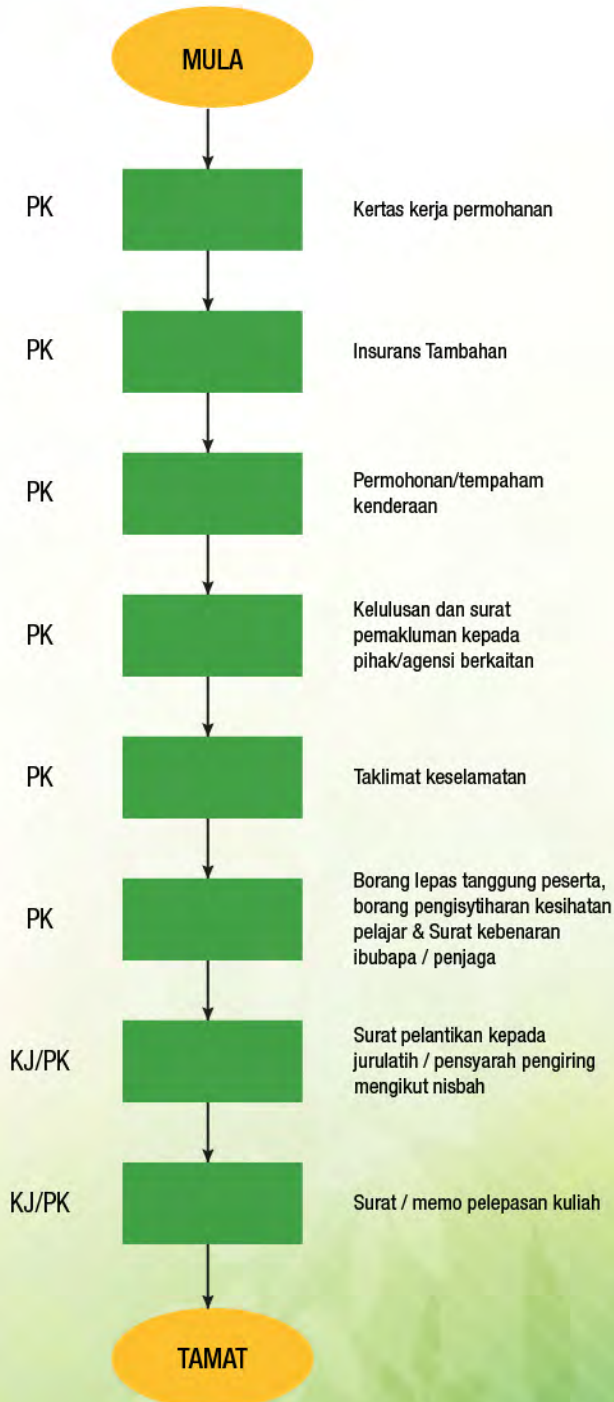 MULA
PK
Kertas kerja permohanan
PK
Insurans Tambahan
PK
Permohonan/tempaham
kenderaan
PK
Kelulusan dan surat
pemakluman kepada
pihak/agensi berkaitan
PK
Taklimat keselamatan
PK
Borang lepas tanggung peserta,
borang pengisytiharan kesihatan
pelajar & Surat kebenaran
ibubapa / penjaga
KJ/PK
Surat pelantikan kepada
jurulatih / pensyarah pengiring
mengikut nisbah
KJ/PK
Surat / memo pelepasan kuliah
TAMAT